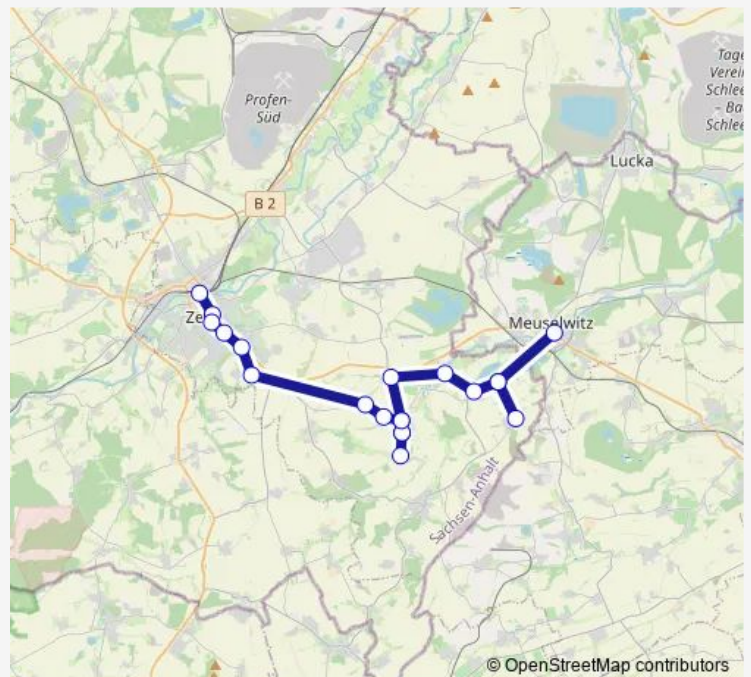 Profen-
Süd
Tage
Verei
Schlee
– Ba
Schlee
Lucka
B 2
Ze
Meuselwitz
Sachsen-Anhalt
© OpenStreetMap contributors